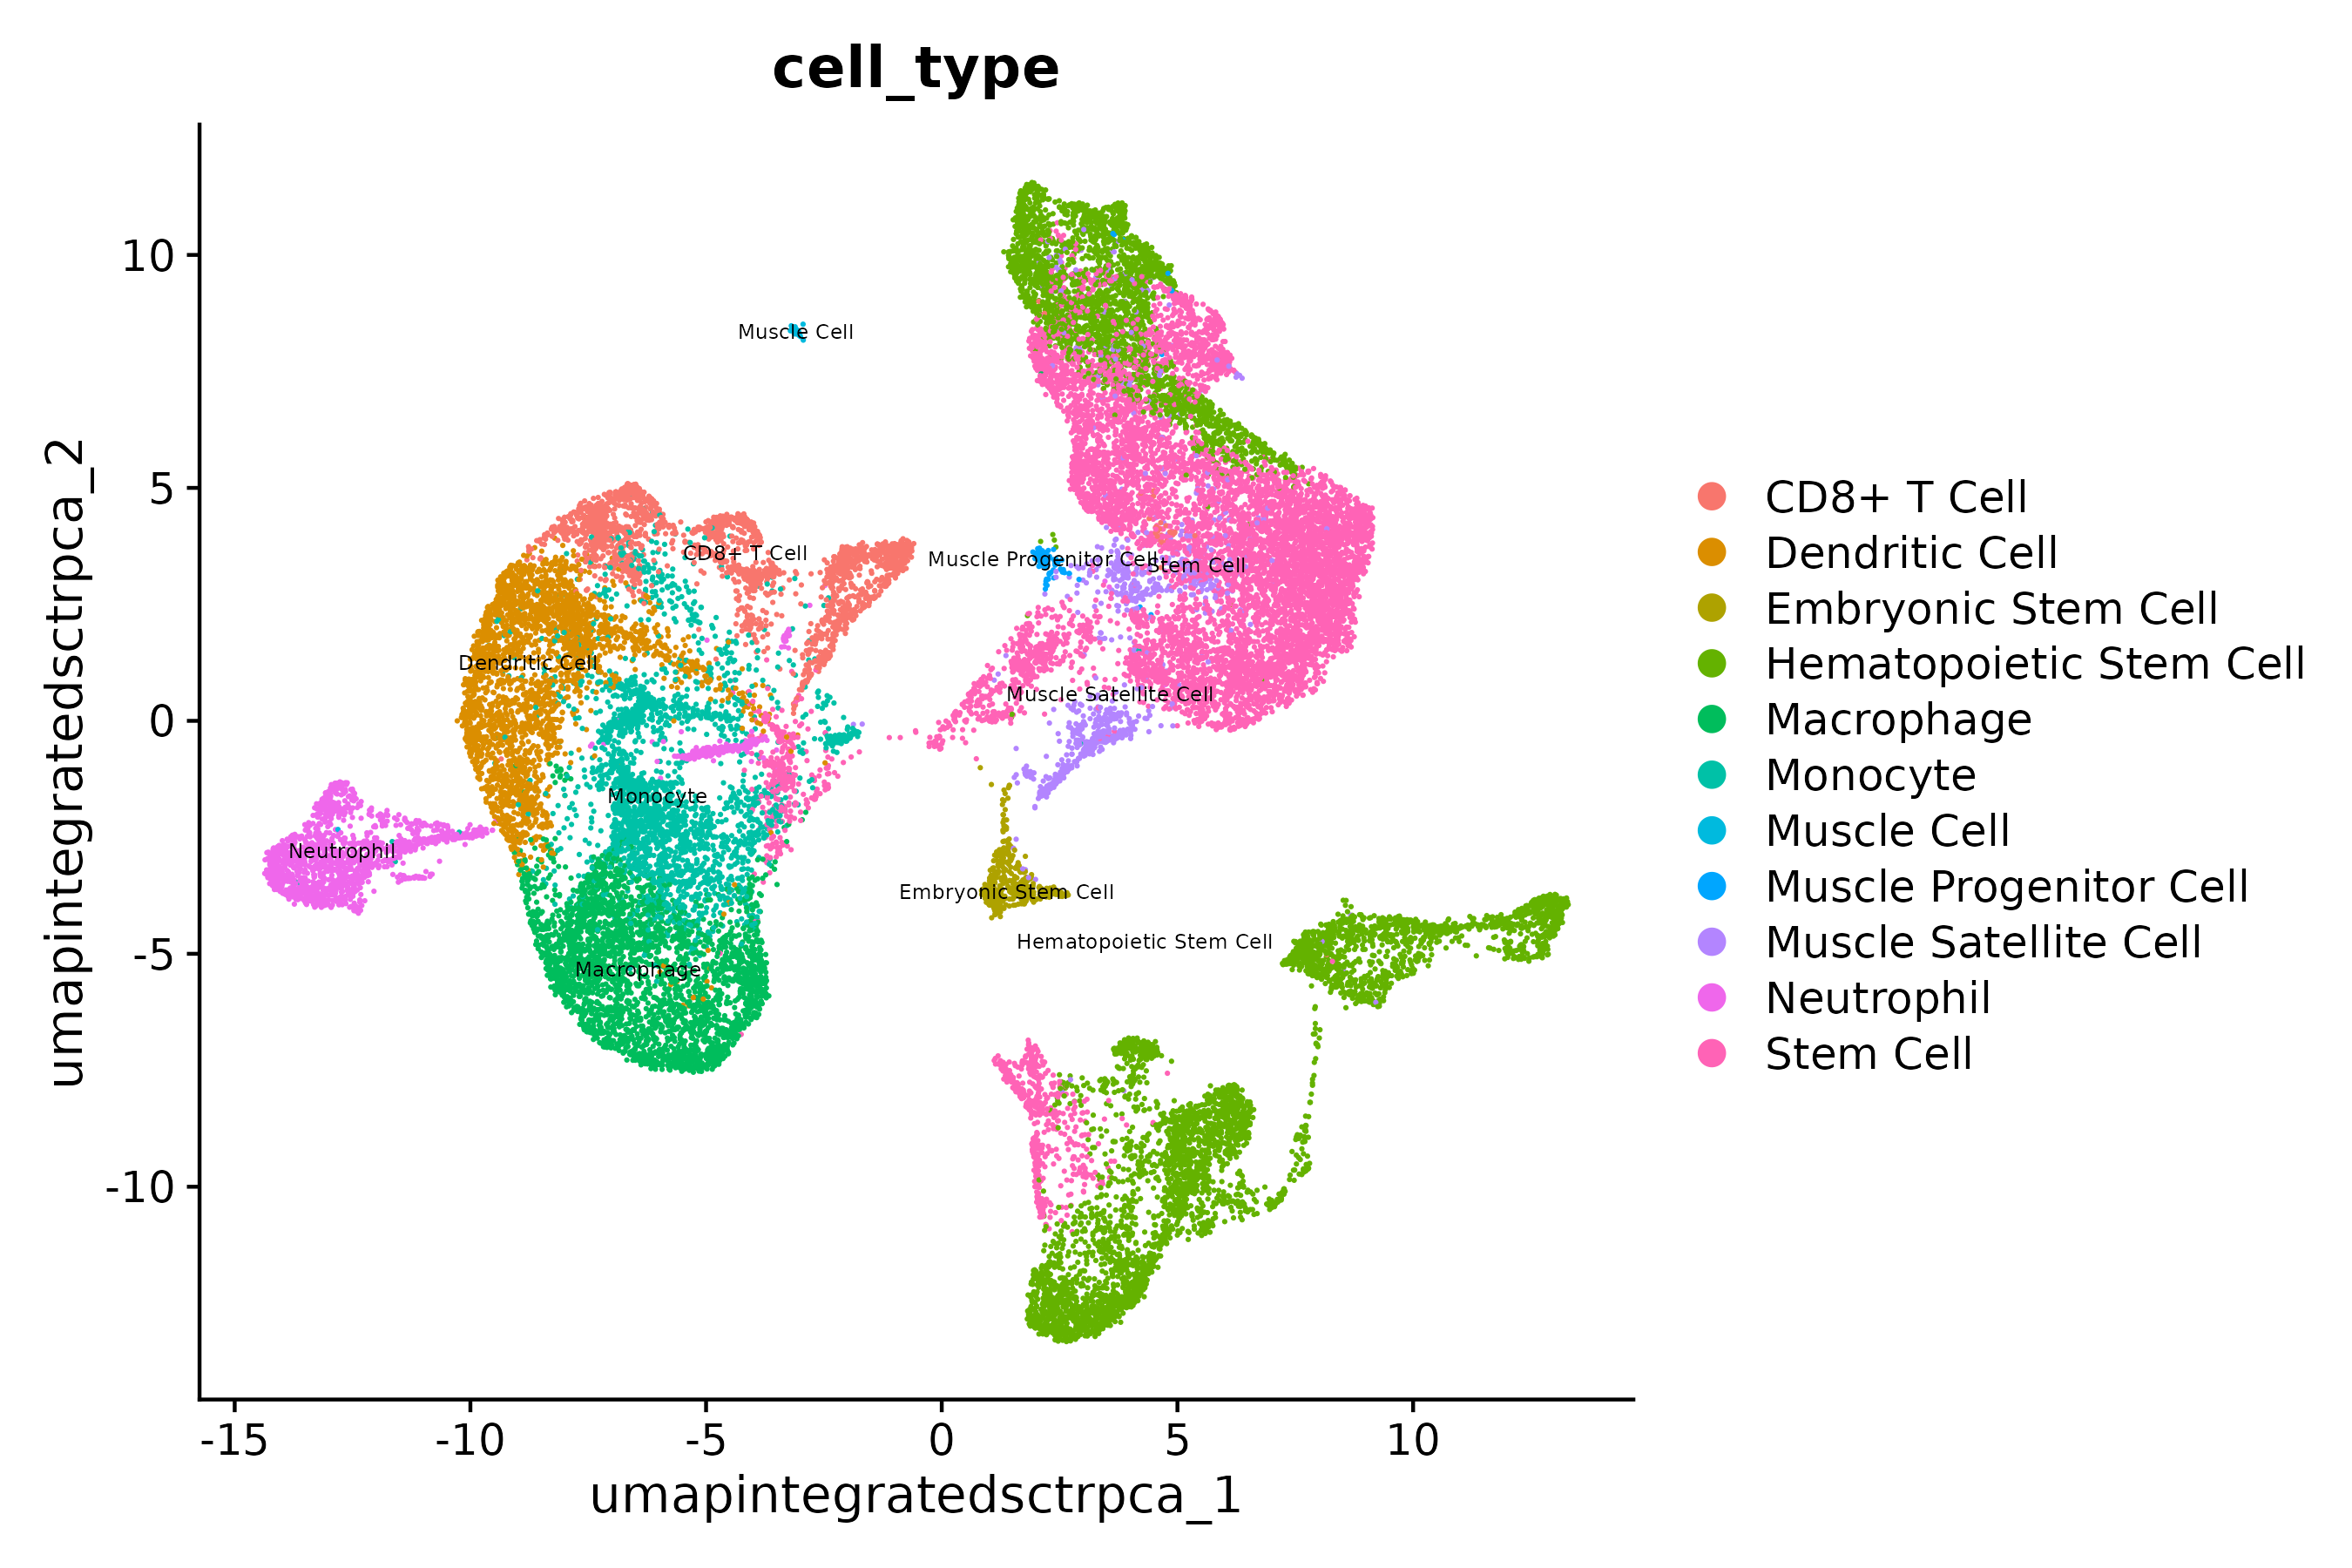 cell_type
umapintegratedsctrpca_2
10
5
0
-5
-10
Muscle Cell
CD8+ T Cell
Muscle Progenitor Cell
Stem Cell
Dendritic Cell
Muscle Satellite Cell
Monocyte
Neutrophil
Embryonic Stem Cell
Hematopoietic Stem Cell
Macrophage
-15
-10
-5
0
5
10
umapintegratedsctrpca_1
CD8+ T Cell
Dendritic Cell
Embryonic Stem Cell
Hematopoietic Stem Cell
Macrophage
Monocyte
Muscle Cell
Muscle Progenitor Cell
Muscle Satellite Cell
Neutrophil
Stem Cell